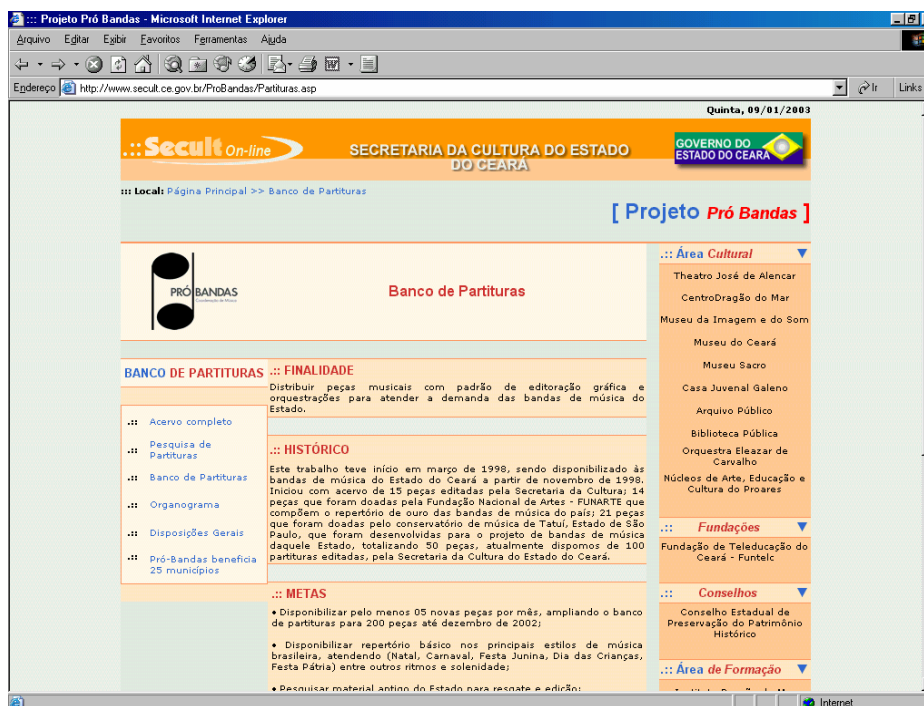 ::: Projeto Pró Bandas - Microsoft Internet Explorer
Arquivo Editar Exibir Favoritos Ferramentas Ajuda
Endereço http://www.secult.ce.gov.br/ProBandas/Partituras.asp Ir Links
Quinta, 09/01/2003
.::Secult On-line
SECRETARIA DA CULTURA DO ESTADO
DO CEARÁ
GOVERNO DO
ESTADO DO CEARÁ
::: Local: Página Principal >> Banco de Partituras
[ Projeto Pró Bandas ]
PRÓ BANDAS
Banco de Partituras
BANCO DE PARTITURAS
.:: Acervo completo
.:: Pesquisa de
Partituras
.:: Banco de Partituras
.:: Organograma
.:: Disposições Gerais
.:: Pró-Bandas beneficia
25 municípios
.:: FINALIDADE
Distribuir peças musicais com padrão de editoração gráfica e
orquestrações para atender a demanda das bandas de música do
Estado.
.:: HISTÓRICO
Este trabalho teve início em março de 1998, sendo disponibilizado às
bandas de música do Estado do Ceará a partir de novembro de 1998.
Iniciou com acervo de 15 peças editadas pela Secretaria da Cultura; 14
peças que foram doadas pela Fundação Nacional de Artes - FUNARTE que
compõem o repertório de ouro das bandas de música do país; 21 peças
que foram doadas pelo conservatório de música de Tatuí, Estado de São
Paulo, que foram desenvolvidas para o projeto de bandas de música
daquele Estado, totalizando 50 peças, atualmente dispomos de 100
partituras editadas, pela Secretaria da Cultura do Estado do Ceará.
.:: METAS
• Disponibilizar pelo menos 05 novas peças por mês, ampliando o banco
de partituras para 200 peças até dezembro de 2002;
• Disponibilizar repertório básico nos principais estilos de música
brasileira, atendendo (Natal, Carnaval, Festa Junina, Dia das Crianças,
Festa Pátria) entre outros ritmos e solenidade;
• Pesquisar material antigo do Estado para resgate e edição;
.:: Área Cultural
Theatro José de Alencar
CentroDragão do Mar
Museu da Imagem e do Som
Museu do Ceará
Museu Sacro
Casa Juvenal Galeno
Arquivo Público
Biblioteca Pública
Orquestra Eleazar de
Carvalho
Núcleos de Arte, Educação e
Cultura do Proares
.:: Fundações
Fundação de Teleducação do
Ceará - Funtelc
.:: Conselhos
Conselho Estadual de
Preservação do Patrimônio
Histórico
.:: Área de Formação
Internet